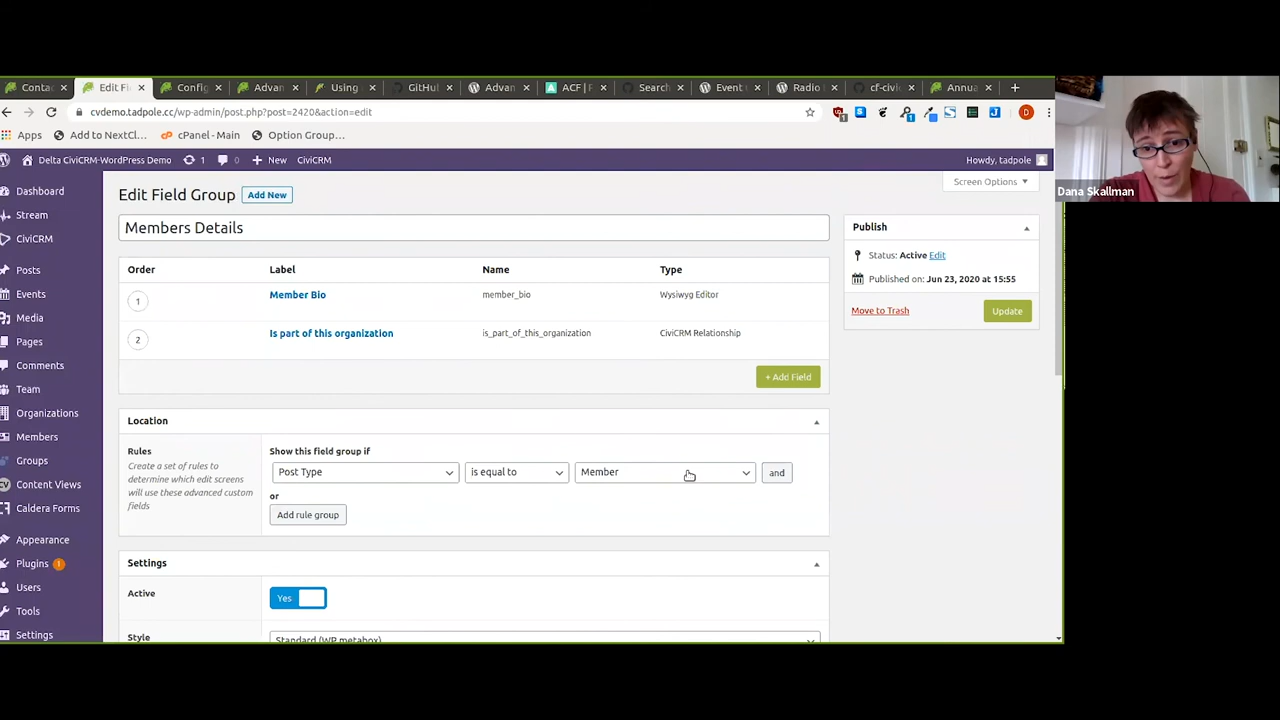 Conta
Edit Fi
Config
Advan
Using
GitHu
Advan
ACF | P
Search
Event
Radio
cf-civic
Annua
cvdemo.tadpole.cc/wp-admin/post.php?post=2420&action=edit
Apps
Add to NextCl...
cPanel - Main
Option Group...
Delta CiviCRM-WordPress Demo
1
0
New
CiviCRM
Howdy, tadpole
Dana Skallman
Dashboard
Stream
CiviCRM
Posts
Events
Media
Pages
Comments
Team
Organizations
Members
Groups
Content Views
Caldera Forms
Appearance
Plugins 1
Users
Tools
Settings
Screen Options
Edit Field Group
Add New
Members Details
Order Label Name Type
1 Member Bio member_bio Wysiwyg Editor
2 Is part of this organization is_part_of_this_organization CiviCRM Relationship
+ Add Field
Publish
Status: Active Edit
Published on: Jun 23, 2020 at 15:55
Move to Trash
Update
Location
Rules
Create a set of rules to
determine which edit screens
will use these advanced custom
fields
Show this field group if
Post Type
is equal to
Member
and
or
Add rule group
Settings
Active
Yes
Style
Standard (WP metabox)